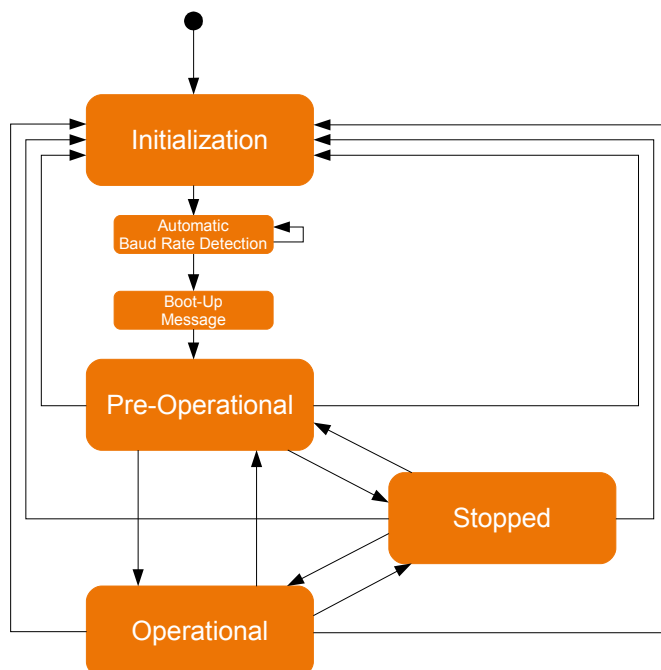 Initialization
Automatic
Baud Rate Detection
Boot-Up
Message
Pre-Operational
Stopped
Operational